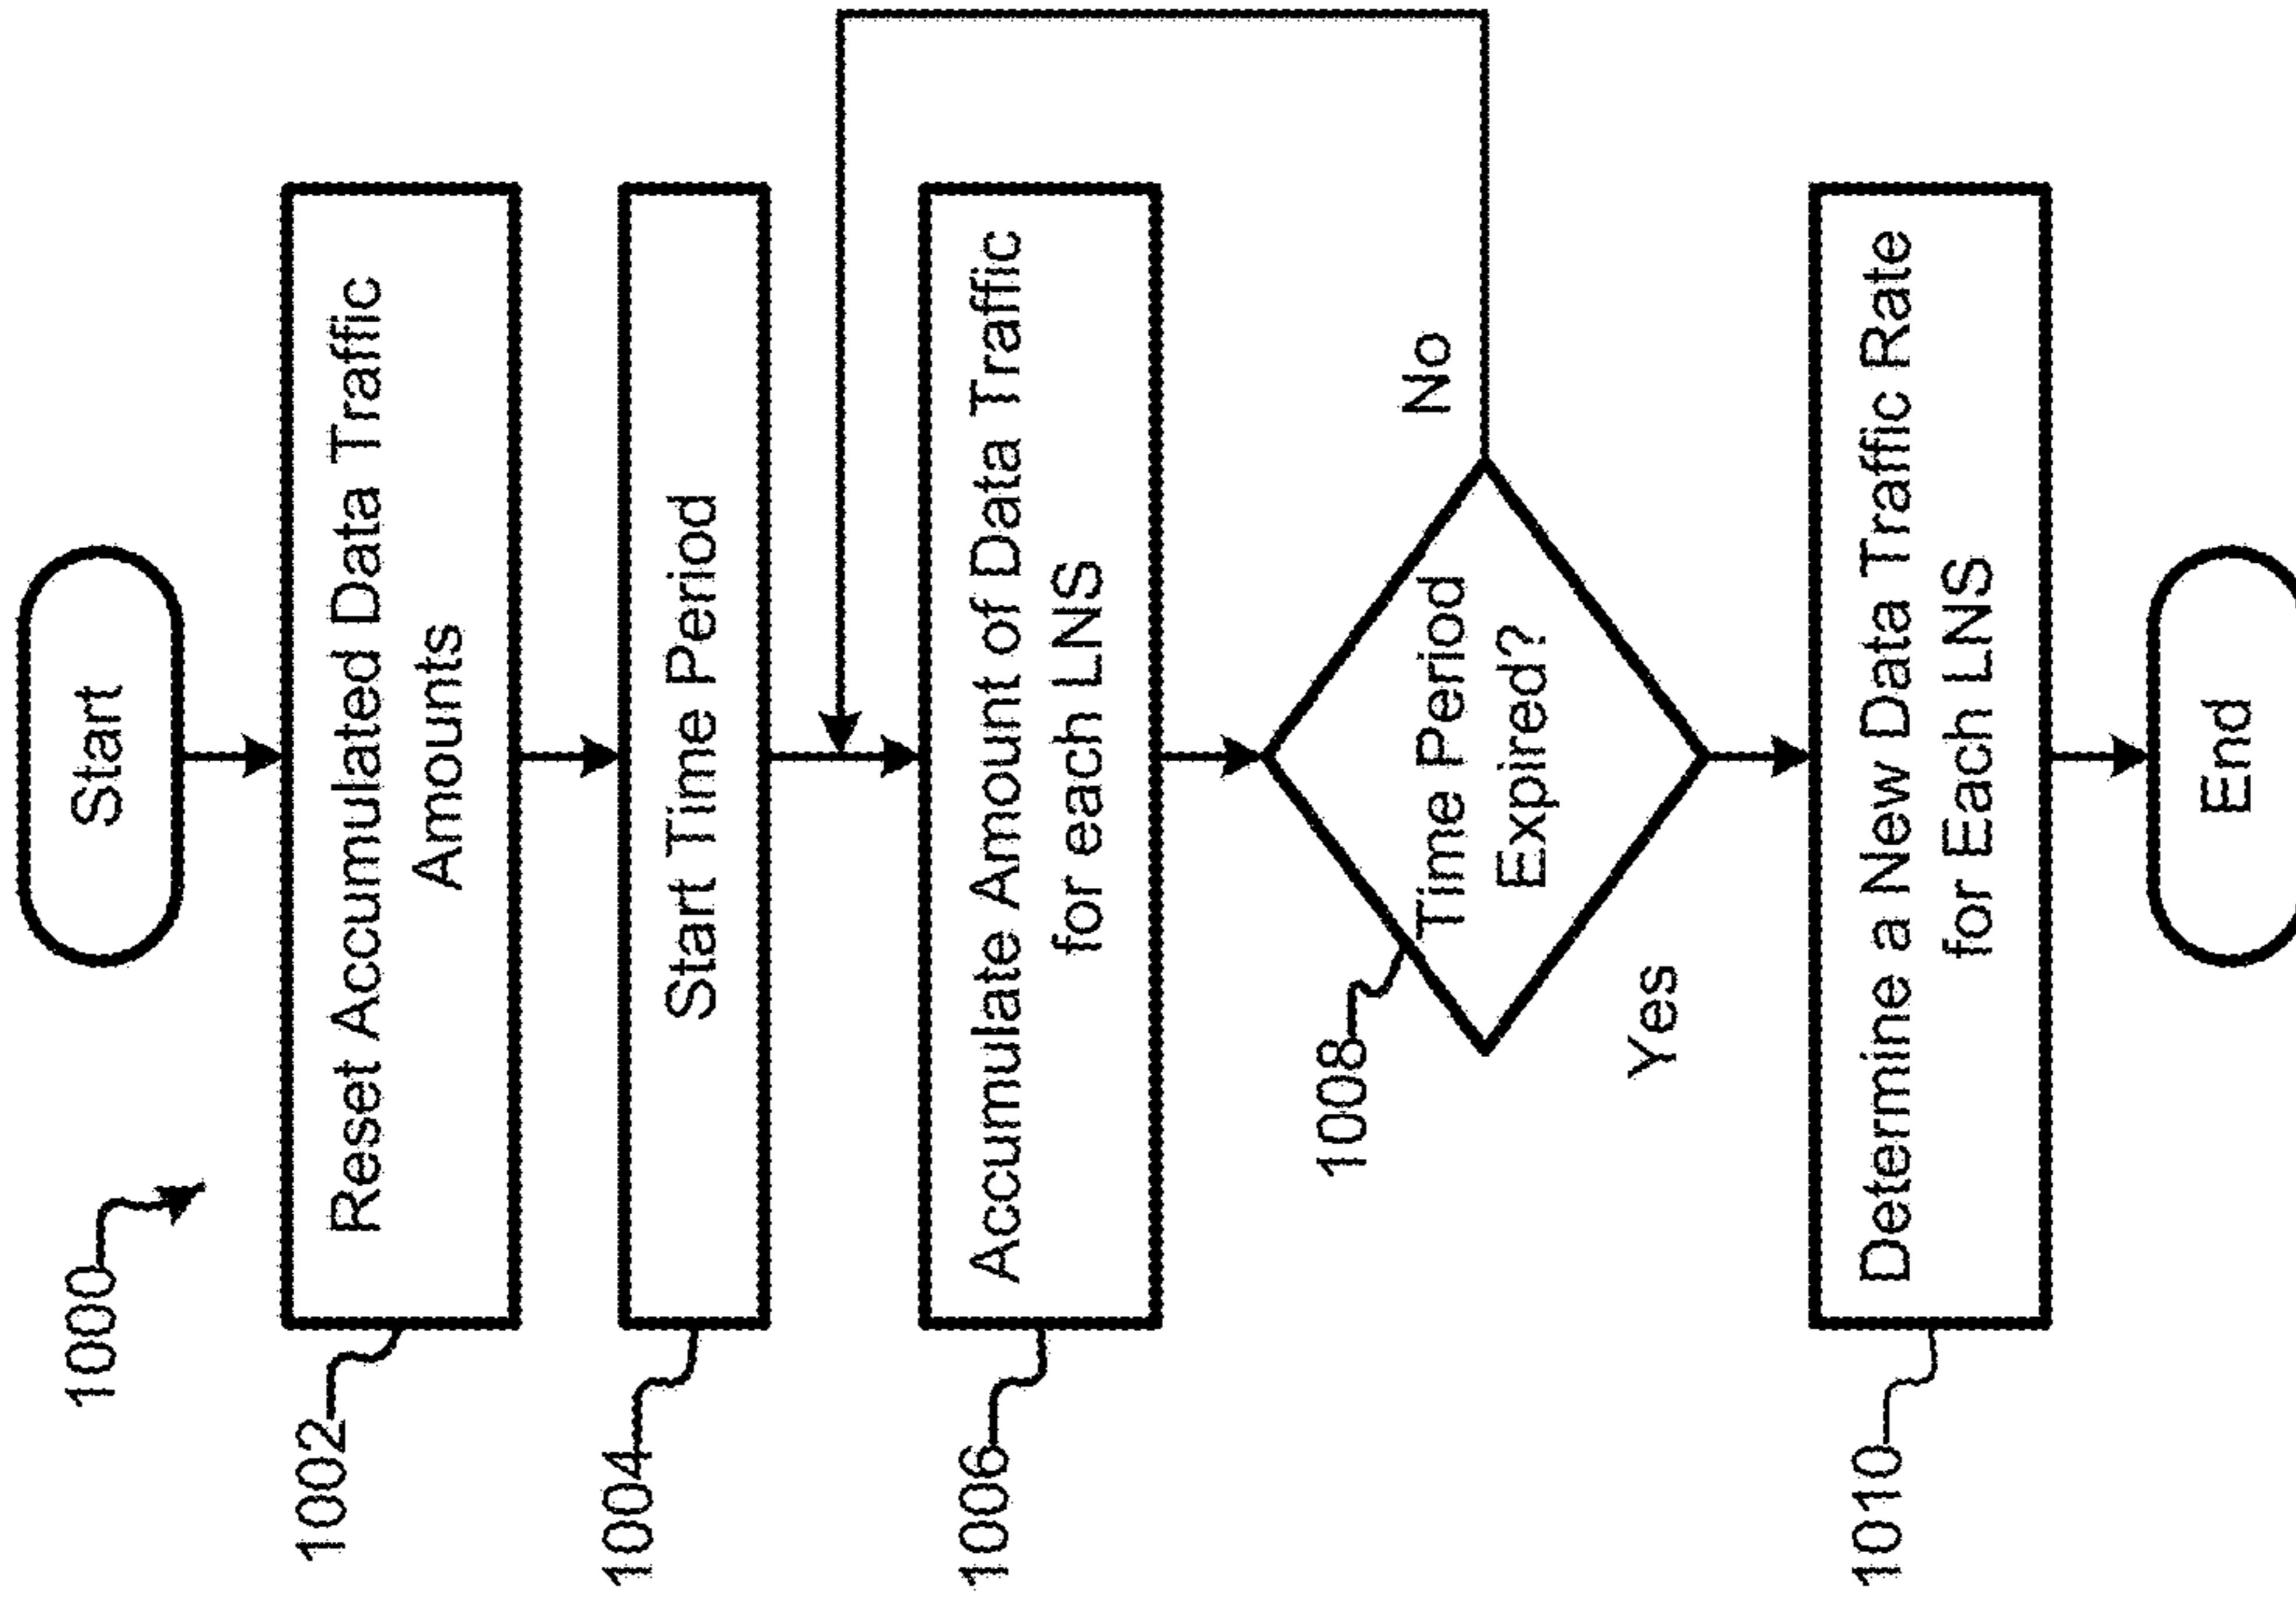 1000
Start
1002
Reset Accumulated Data Traffic
Amounts
1004
Start Time Period
1006
Accumulate Amount of Data Traffic
for each LNS
1008
Time Period
Expired?
No
Yes
1010
Determine a New Data Traffic Rate
for Each LNS
End